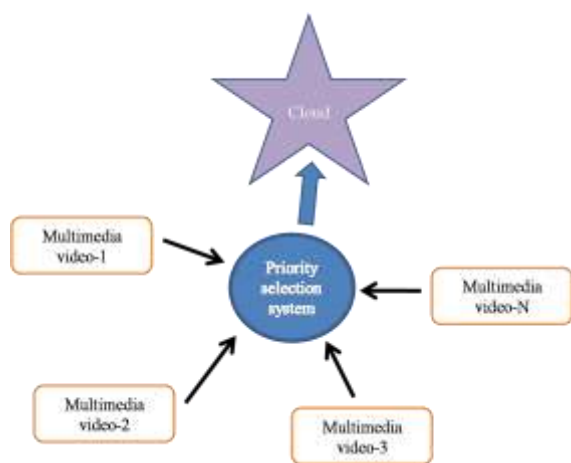 Cloud
Multimedia
video-1
Priority
selection
system
Multimedia
video-N
Multimedia
video-2
Multimedia
video-3